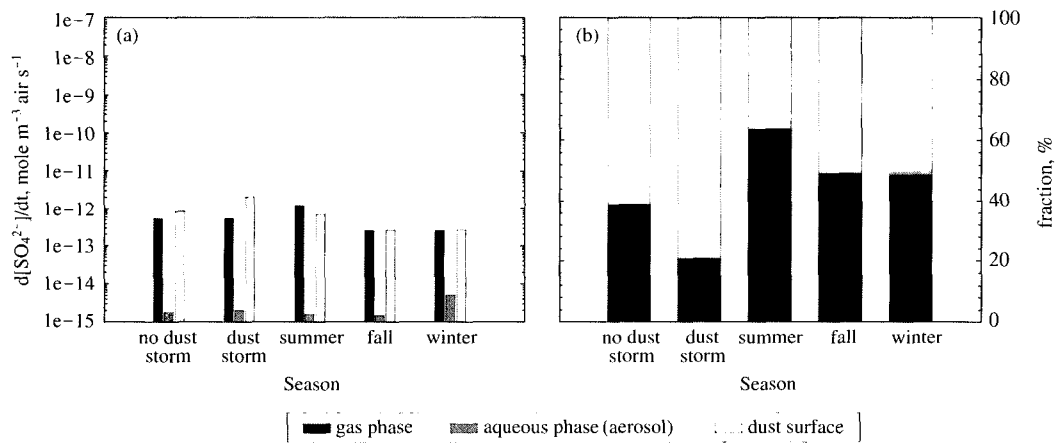 (a)
1e−7
1e−8
1e−9
1e−10
1e−11
1e−12
1e−13
1e−14
1e−15
d[SO₄²⁻]/dt, mole m⁻³ air s⁻¹
no dust storm
dust storm
summer
fall
winter
Season
(b)
100
80
60
40
20
0
fraction, %
no dust storm
dust storm
summer
fall
winter
Season
gas phase
aqueous phase (aerosol)
dust surface